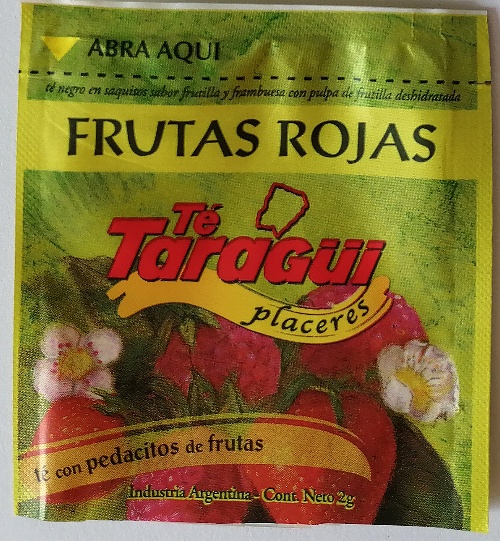 ABRA AQUI
té negro en saquitos sabor frutilla y frambuesa con pulpa de frutilla deshidratada
FRUTAS ROJAS
Té
Taragüi
placeres
té con pedacitos de frutas
Industria Argentina - Cont. Neto 2g